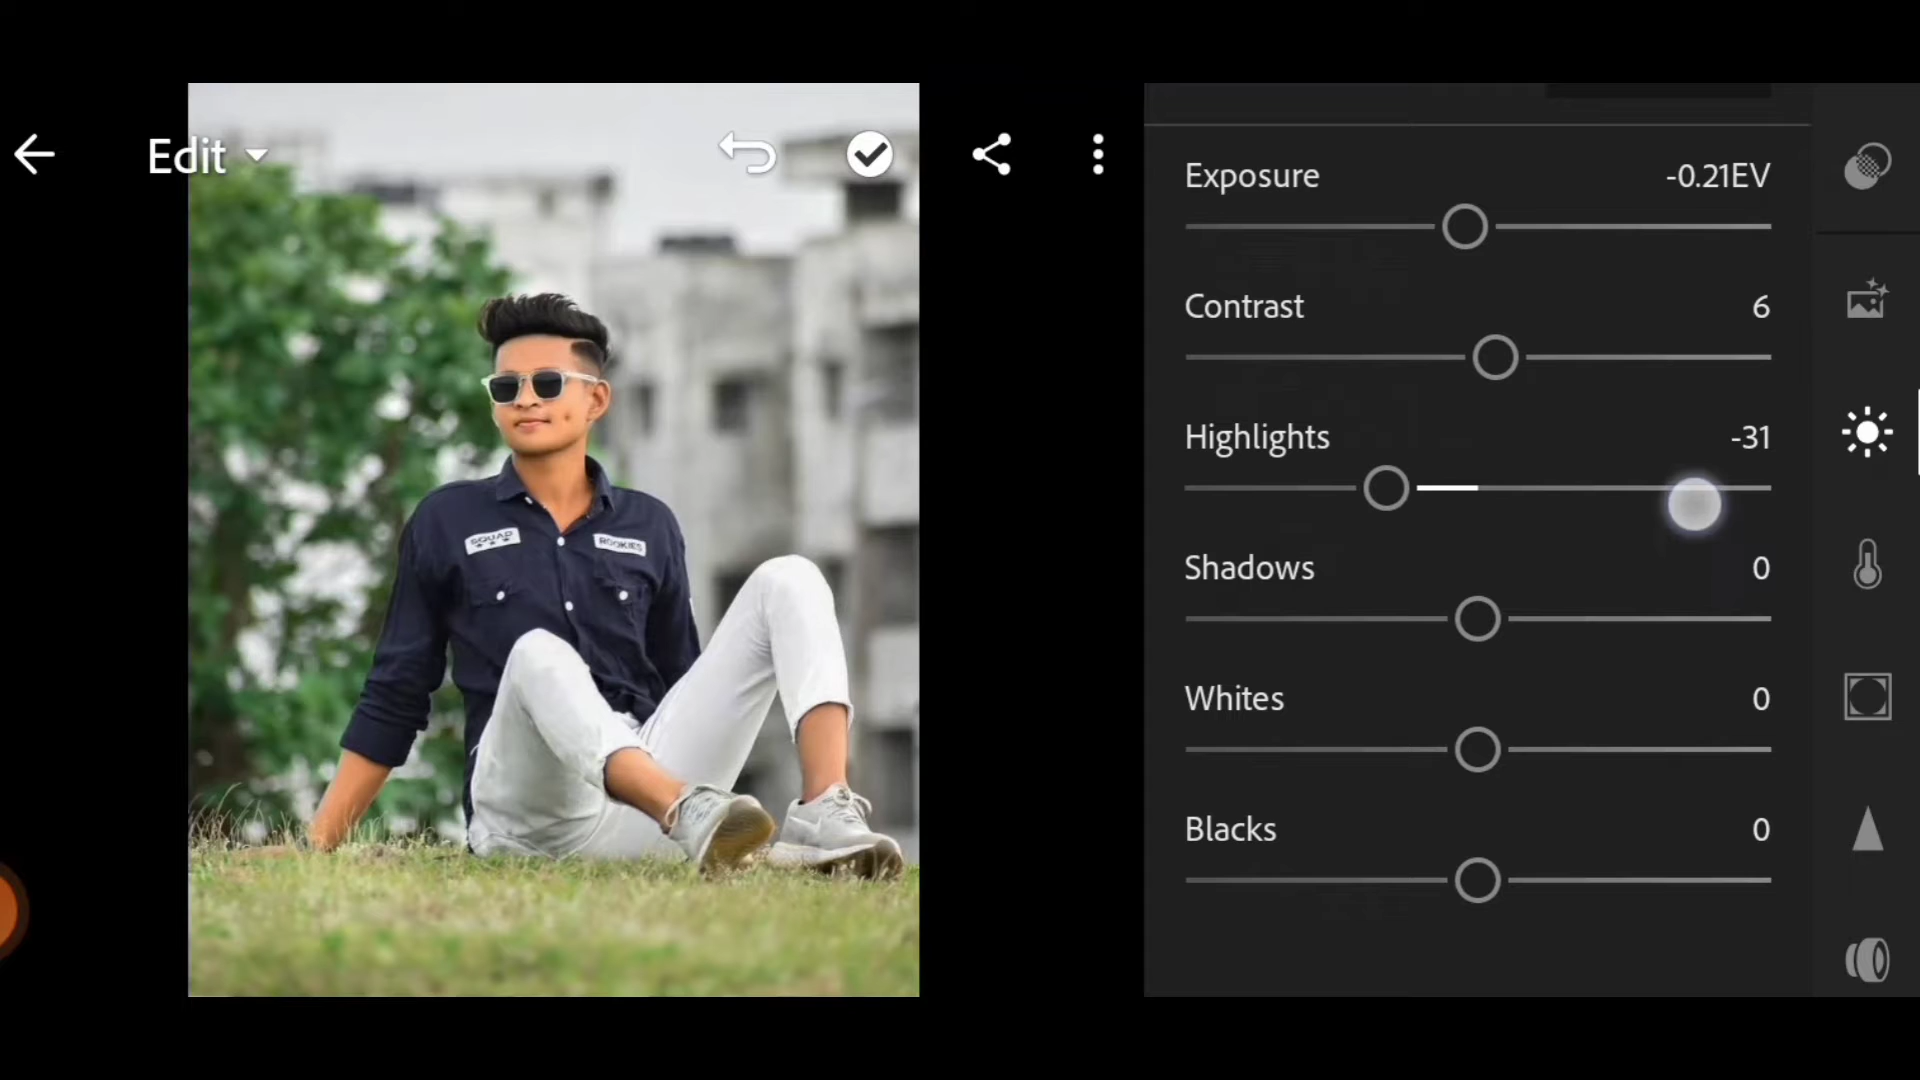 Edit
Exposure -0.21EV
Contrast 6
Highlights -31
Shadows 0
Whites 0
Blacks 0
SQUAD
ROOKIES